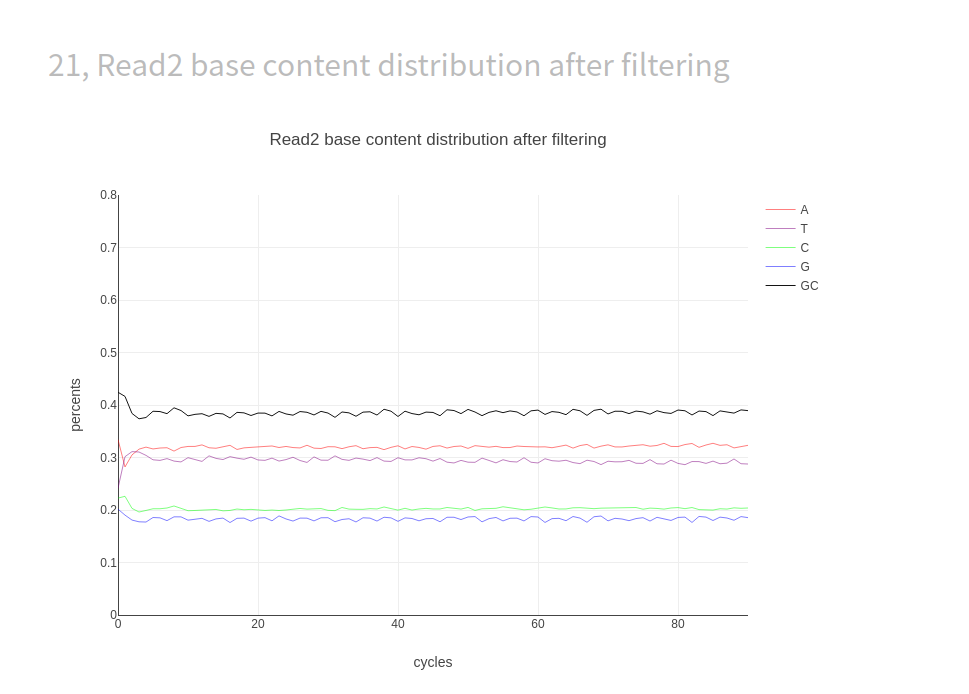 21, Read2 base content distribution after filtering
Read2 base content distribution after filtering
0.8
0.7
0.6
0.5
0.4
0.3
0.2
0.1
0
percents
0 20 40 60 80
cycles
A
T
C
G
GC